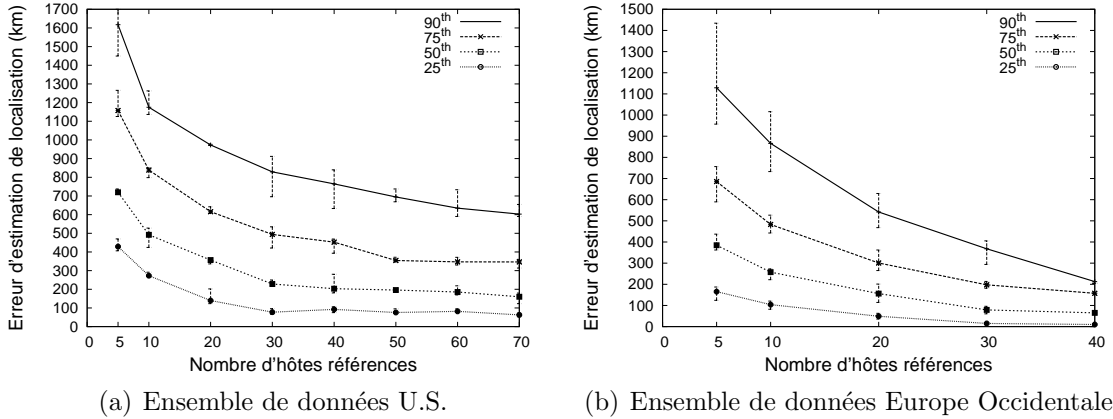 Erreur d'estimation de localisation (km)
1700
1600
1500
1400
1300
1200
1100
1000
900
800
700
600
500
400
300
200
100
0
0 5 10 20 30 40 50 60 70
Nombre d'hôtes références
90th
75th
50th
25th
(a) Ensemble de données U.S.
Erreur d'estimation de localisation (km)
1500
1400
1300
1200
1100
1000
900
800
700
600
500
400
300
200
100
0
0 5 10 20 30 40
Nombre d'hôtes références
90th
75th
50th
25th
(b) Ensemble de données Europe Occidentale